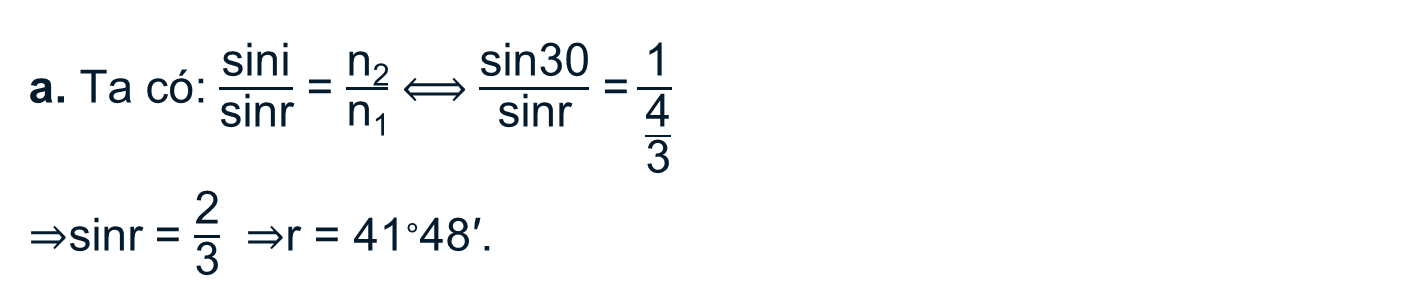 a. Ta có: sini/sinr = n₂/n₁ ⟺ sin30/sinr = 1/(4/3)
⇒sinr = 2/3 ⇒r = 41°48′.